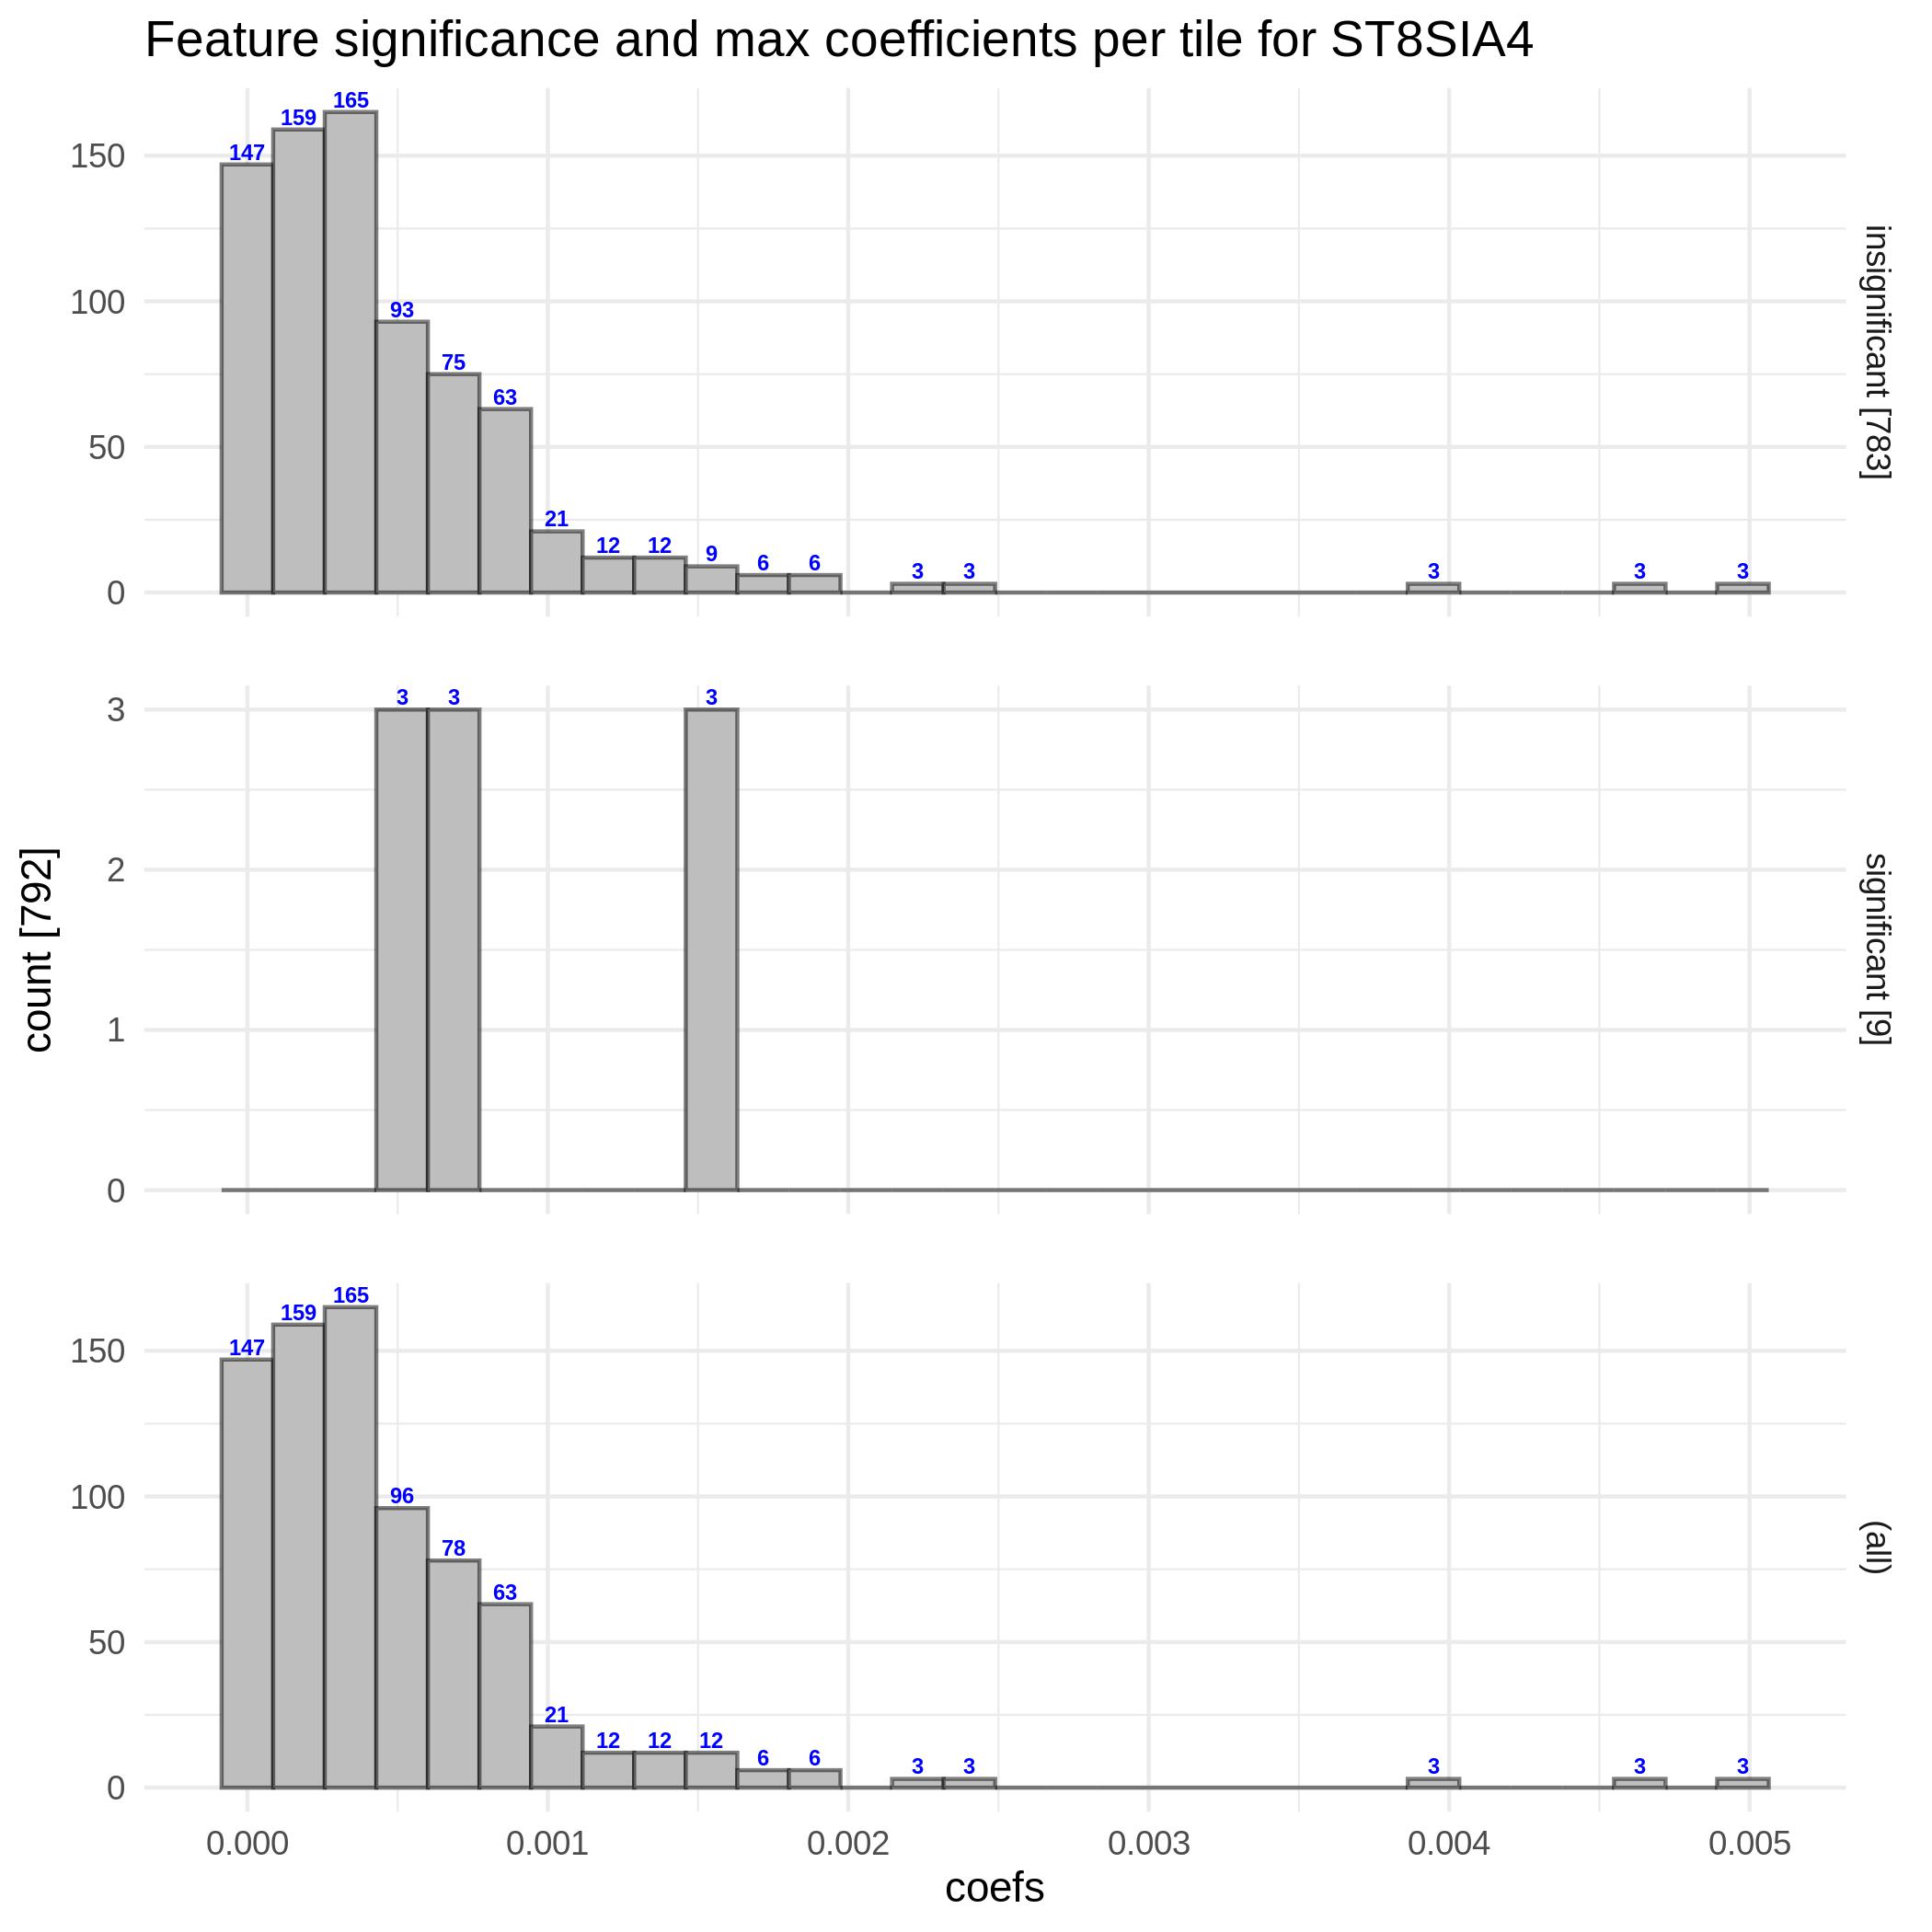 Feature significance and max coefficients per tile for ST8SIA4
147 159 165 93 75 63 21 12 12 9 6 6 3 3 3 3 3
150
100
50
0
insignificant [783]
3 3 3
3
2
1
0
significant [9]
count [792]
147 159 165 96 78 63 21 12 12 12 6 6 3 3 3 3 3
150
100
50
0
(all)
0.000 0.001 0.002 0.003 0.004 0.005
coefs